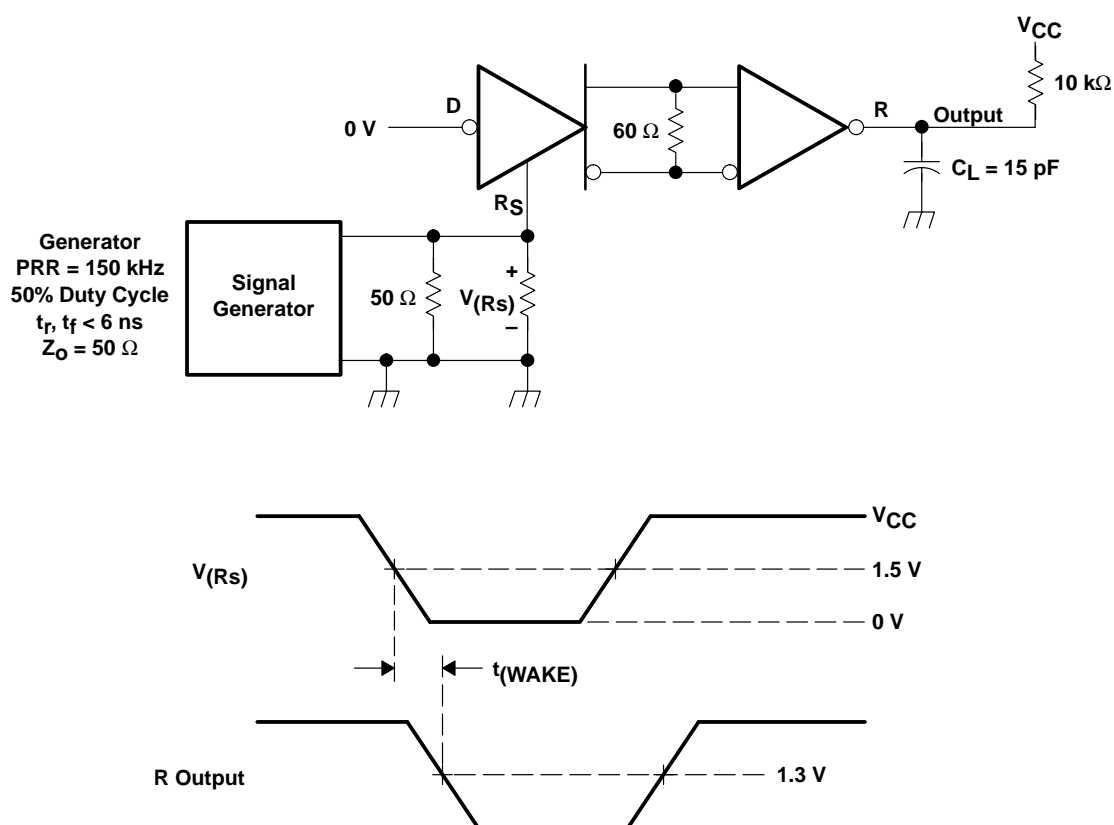 VCC
10 kΩ
D
R
Output
0 V
60 Ω
CL = 15 pF
RS
Generator
PRR = 150 kHz
50% Duty Cycle
tr, tf < 6 ns
Zo = 50 Ω
Signal
Generator
50 Ω
+
V(Rs)
–
VCC
V(Rs)
1.5 V
0 V
t(WAKE)
R Output
1.3 V